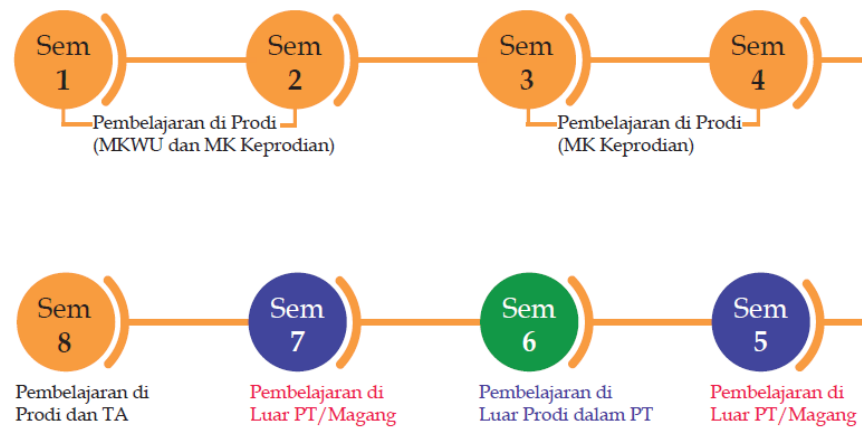 Sem
1
Sem
2
Sem
3
Sem
4
Pembelajaran di Prodi
(MKWU dan MK Keprodian)
Pembelajaran di Prodi
(MK Keprodian)
Sem
8
Sem
7
Sem
6
Sem
5
Pembelajaran di
Prodi dan TA
Pembelajaran di
Luar PT/Magang
Pembelajaran di
Luar Prodi dalam PT
Pembelajaran di
Luar PT/Magang